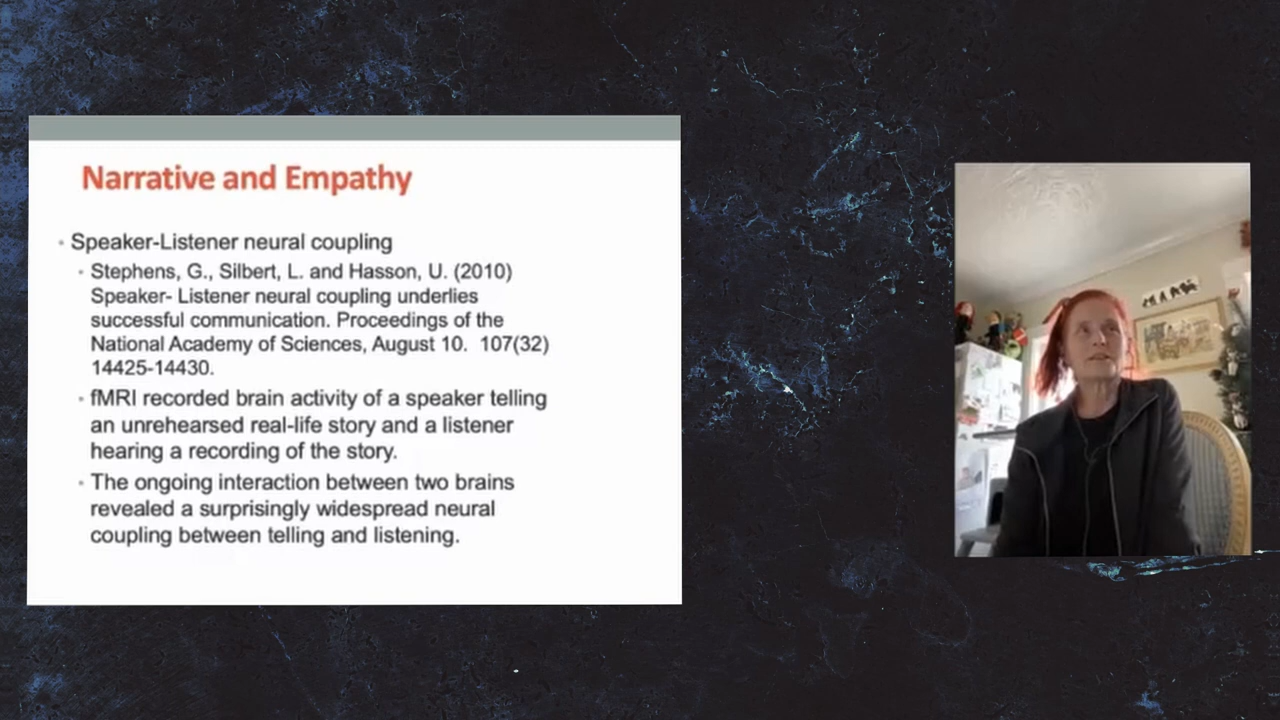 Narrative and Empathy
Speaker-Listener neural coupling
Stephens, G., Silbert, L. and Hasson, U. (2010)
Speaker- Listener neural coupling underlies
successful communication. Proceedings of the
National Academy of Sciences, August 10. 107(32)
14425-14430.
fMRI recorded brain activity of a speaker telling
an unrehearsed real-life story and a listener
hearing a recording of the story.
The ongoing interaction between two brains
revealed a surprisingly widespread neural
coupling between telling and listening.